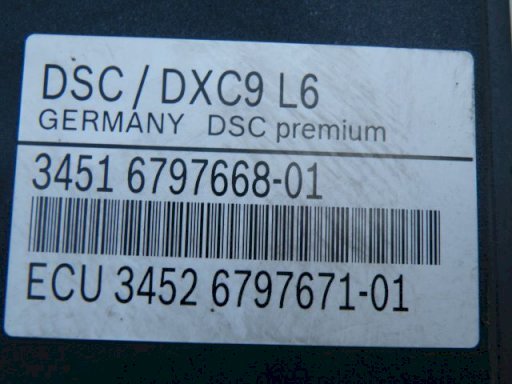 DSC / DXC9 L6
GERMANY DSC premium
3451 6797668-01
ECU 3452 6797671-01